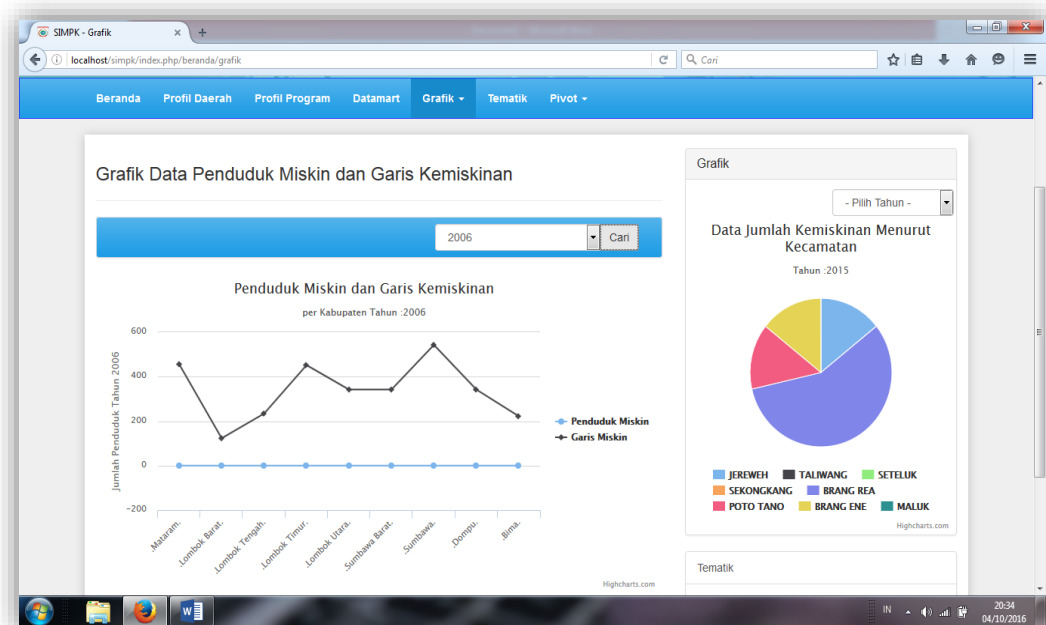 SIMPK - Grafik
localhost/simpk/index.php/beranda/grafik
Cari
Beranda Profil Daerah Profil Program Datamart Grafik Tematik Pivot
Grafik Data Penduduk Miskin dan Garis Kemiskinan
2006 Cari
Penduduk Miskin dan Garis Kemiskinan
per Kabupaten Tahun :2006
Jumlah Penduduk Tahun 2006
600
400
200
0
-200
.Mataram. .Lombok Barat. .Lombok Tengah. .Lombok Timur. .Lombok Utara. .Sumbawa Barat. .Sumbawa. .Dompu. .Bima.
Penduduk Miskin
Garis Miskin
Highcharts.com
Grafik
- Pilih Tahun -
Data Jumlah Kemiskinan Menurut
Kecamatan
Tahun :2015
JEREWEH TALIWANG SETELUK
SEKONGKANG BRANG REA
POTO TANO BRANG ENE MALUK
Highcharts.com
Tematik
IN
20:34
04/10/2016